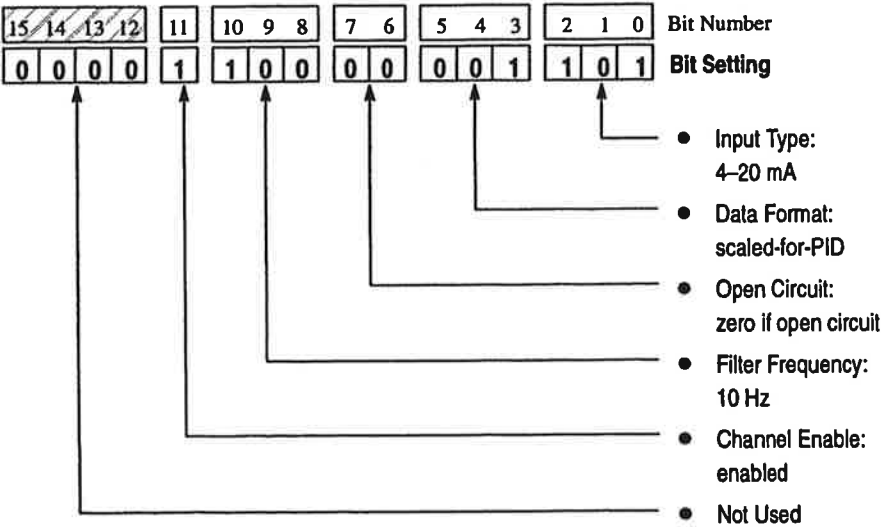 15 14 13 12 11 10 9 8 7 6 5 4 3 2 1 0 Bit Number
0 0 0 0 1 1 0 0 0 0 0 0 1 1 0 1 Bit Setting
• Input Type:
4–20 mA
• Data Format:
scaled-for-PID
• Open Circuit:
zero if open circuit
• Filter Frequency:
10 Hz
• Channel Enable:
enabled
• Not Used